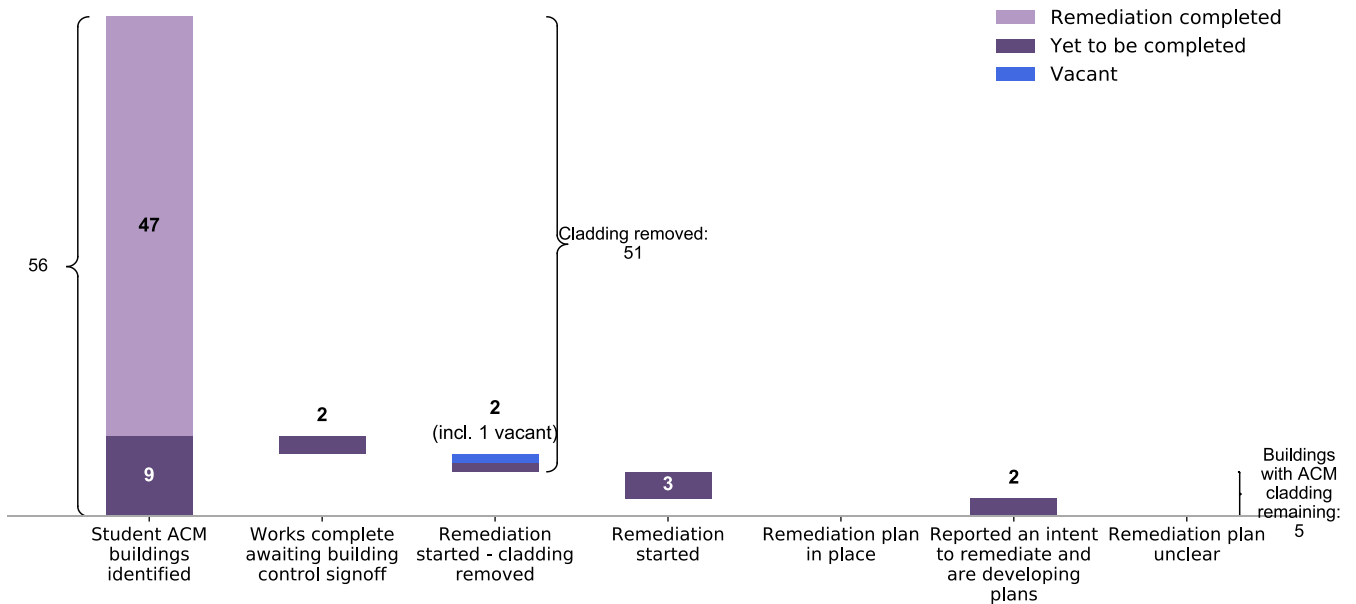 Remediation completed
Yet to be completed
Vacant
47
56
Cladding removed:
51
2
2
(incl. 1 vacant)
9
3
2
Buildings
with ACM
cladding
remaining:
5
Student ACM
buildings
identified
Works complete
awaiting building
control signoff
Remediation
started - cladding
removed
Remediation
started
Remediation plan
in place
Reported an intent
to remediate and
are developing
plans
Remediation plan
unclear